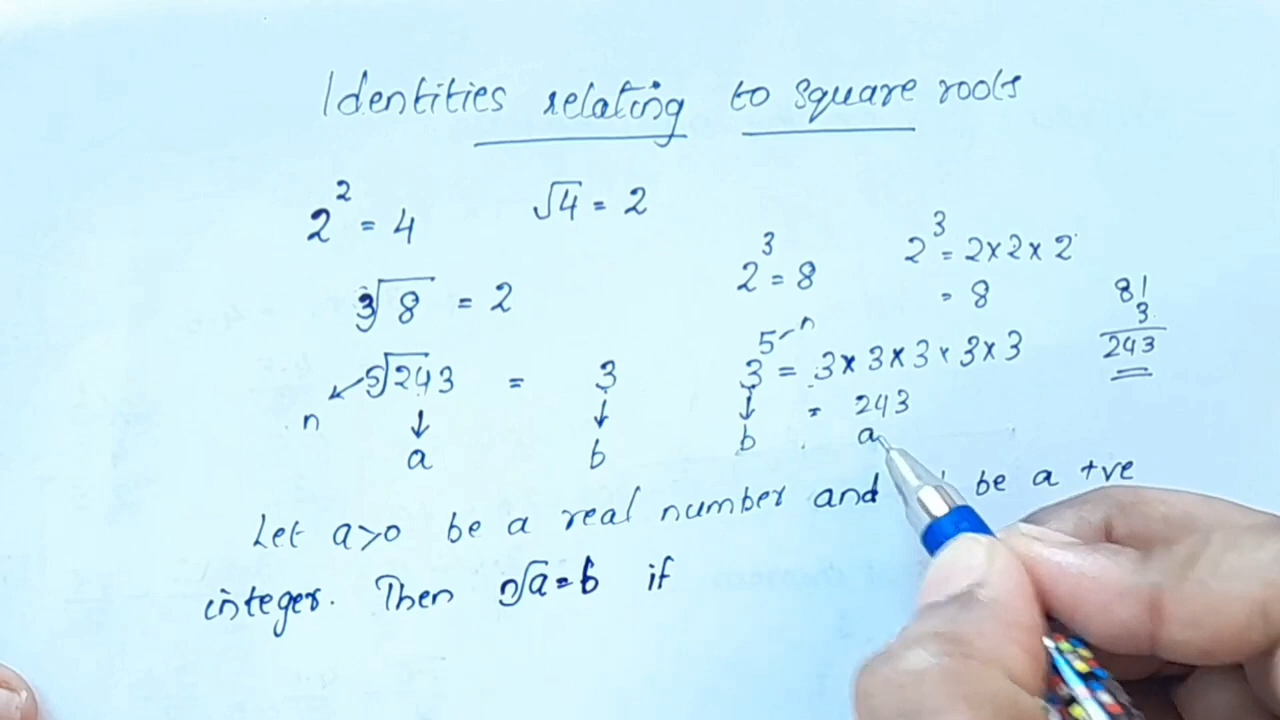 Identities relating to square roots
2² = 4 √4 = 2
2³ = 8 2³ = 2×2×2
∛8 = 2 = 8 81
3
5 n
⁵√243 = 3 3⁵ = 3×3×3×3×3 243
n ↓ ↓ ↓ = 243
a b b a
Let a>0 be a real number and be a +ve
integer. Then ⁿ√a = b if